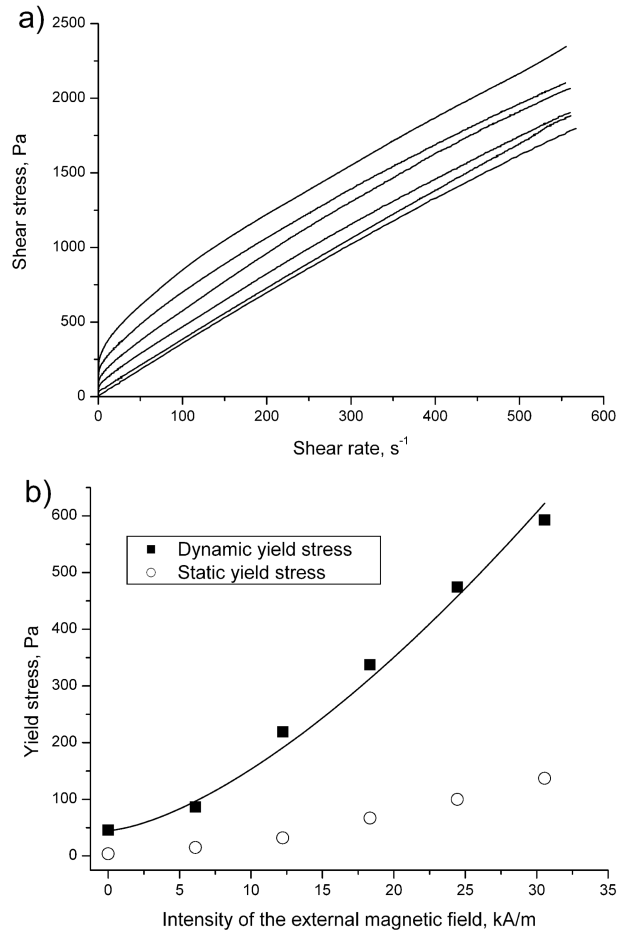 a)
2500
2000
1500
1000
500
0
Shear stress, Pa
0 100 200 300 400 500 600
Shear rate, s⁻¹
b)
600
500
400
300
200
100
0
Yield stress, Pa
Dynamic yield stress
Static yield stress
0 5 10 15 20 25 30 35
Intensity of the external magnetic field, kA/m